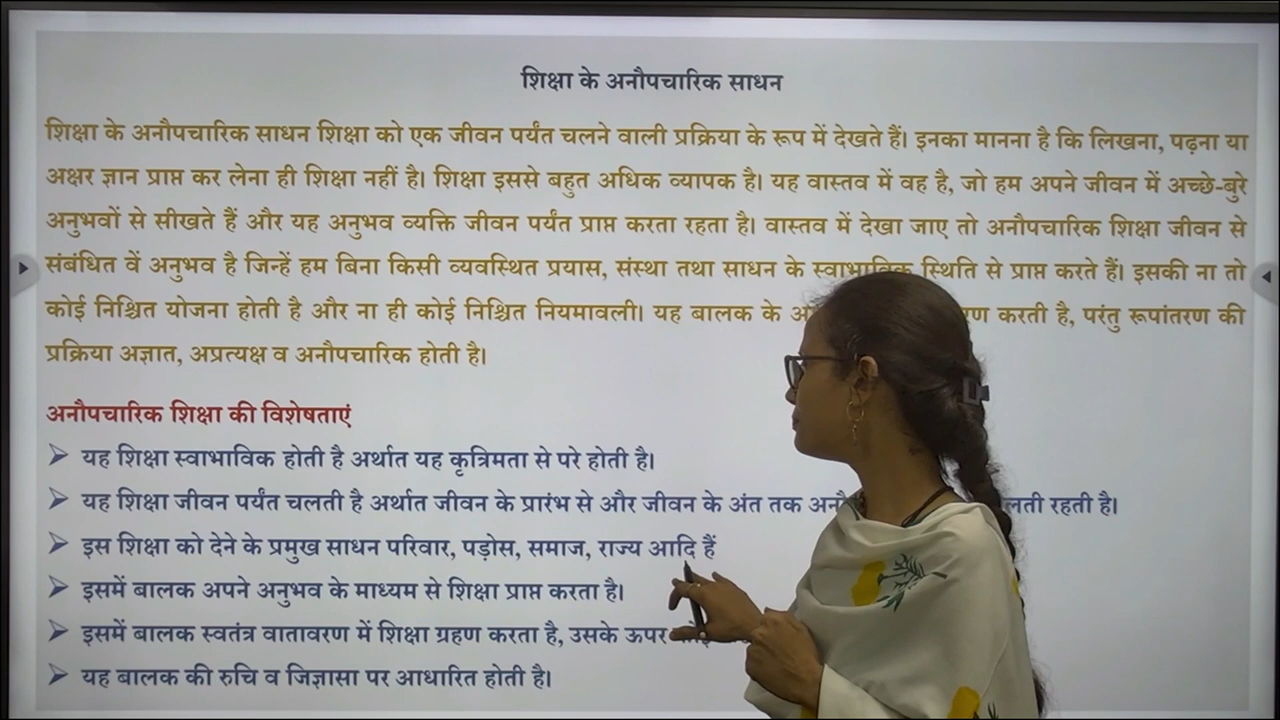 शिक्षा के अनौपचारिक साधन
शिक्षा के अनौपचारिक साधन शिक्षा को एक जीवन पर्यंत चलने वाली प्रक्रिया के रूप में देखते हैं। इनका मानना है कि लिखना, पढ़ना या
अक्षर ज्ञान प्राप्त कर लेना ही शिक्षा नहीं है। शिक्षा इससे बहुत अधिक व्यापक है। यह वास्तव में वह है, जो हम अपने जीवन में अच्छे-बुरे
अनुभवों से सीखते हैं और यह अनुभव व्यक्ति जीवन पर्यंत प्राप्त करता रहता है। वास्तव में देखा जाए तो अनौपचारिक शिक्षा जीवन से
संबंधित वें अनुभव है जिन्हें हम बिना किसी व्यवस्थित प्रयास, संस्था तथा साधन के स्वाभाविक स्थिति से प्राप्त करते हैं। इसकी ना तो
कोई निश्चित योजना होती है और ना ही कोई निश्चित नियमावली। यह बालक के करती है, परंतु रूपांतरण की
प्रक्रिया अज्ञात, अप्रत्यक्ष व अनौपचारिक होती है।
अनौपचारिक शिक्षा की विशेषताएं
➢ यह शिक्षा स्वाभाविक होती है अर्थात यह कृत्रिमता से परे होती है।
➢ यह शिक्षा जीवन पर्यंत चलती है अर्थात जीवन के प्रारंभ से और जीवन के अंत तक रहती है।
➢ इस शिक्षा को देने के प्रमुख साधन परिवार, पड़ोस, समाज, राज्य आदि हैं
➢ इसमें बालक अपने अनुभव के माध्यम से शिक्षा प्राप्त करता है।
➢ इसमें बालक स्वतंत्र वातावरण में शिक्षा ग्रहण करता है, उसके ऊपर
➢ यह बालक की रुचि व जिज्ञासा पर आधारित होती है।